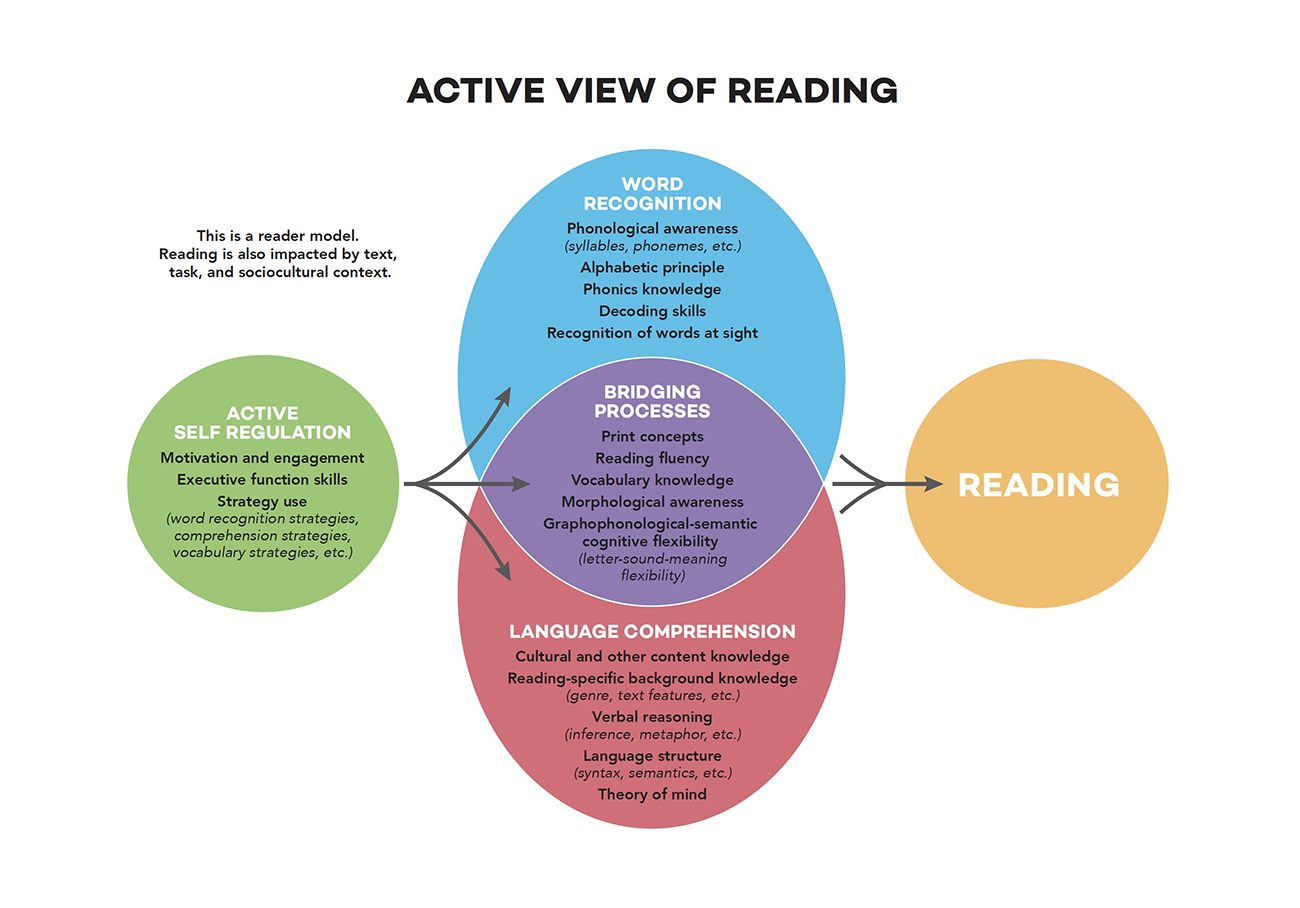 ACTIVE VIEW OF READING
This is a reader model.
Reading is also impacted by text,
task, and sociocultural context.
ACTIVE
SELF REGULATION
Motivation and engagement
Executive function skills
Strategy use
(word recognition strategies,
comprehension strategies,
vocabulary strategies, etc.)
WORD
RECOGNITION
Phonological awareness
(syllables, phonemes, etc.)
Alphabetic principle
Phonics knowledge
Decoding skills
Recognition of words at sight
BRIDGING
PROCESSES
Print concepts
Reading fluency
Vocabulary knowledge
Morphological awareness
Graphophonological-semantic
cognitive flexibility
(letter-sound-meaning
flexibility)
LANGUAGE COMPREHENSION
Cultural and other content knowledge
Reading-specific background knowledge
(genre, text features, etc.)
Verbal reasoning
(inference, metaphor, etc.)
Language structure
(syntax, semantics, etc.)
Theory of mind
READING